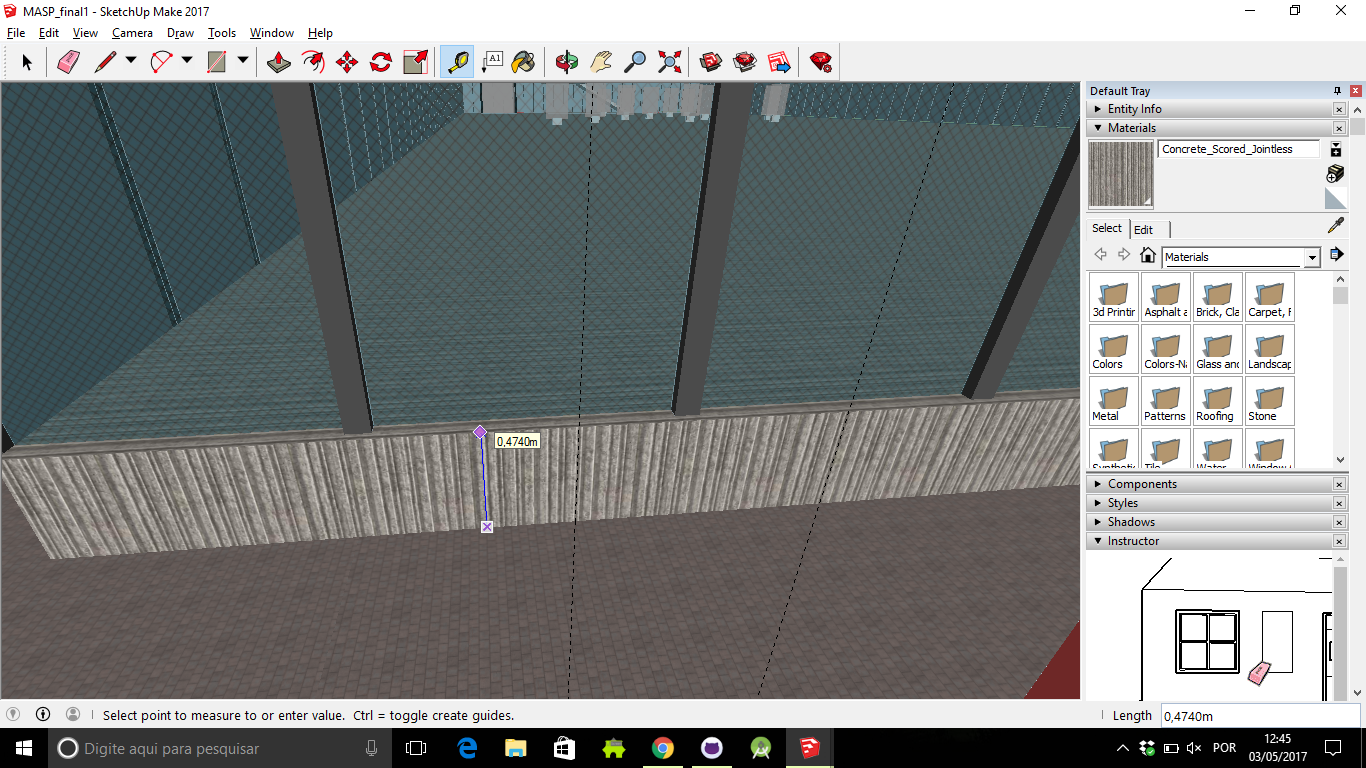 MASP_final1 - SketchUp Make 2017
File Edit View Camera Draw Tools Window Help
A1
Default Tray
Entity Info
Materials
Concrete_Scored_Jointless
Select Edit
Materials
3d Printin Asphalt a Brick, Cla Carpet, F
Colors Colors-Na Glass and Landscap
Metal Patterns Roofing Stone
Synthetic Tile Water Window
Components
Styles
Shadows
Instructor
0,4740m
Select point to measure to or enter value. Ctrl = toggle create guides.
Length 0,4740m
Digite aqui para pesquisar
POR
12:45
03/05/2017